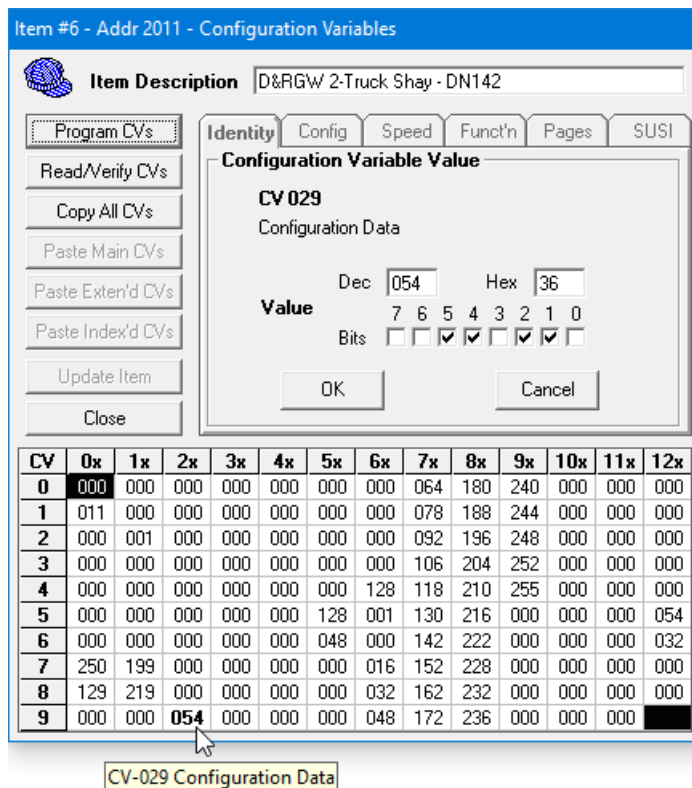 Item #6 - Addr 2011 - Configuration Variables
Item Description D&RGW 2-Truck Shay - DN142
Program CVs
Read/Verify CVs
Copy All CVs
Paste Main CVs
Paste Exten'd CVs
Paste Index'd CVs
Update Item
Close
Identity Config Speed Funct'n Pages SUSI
Configuration Variable Value
CV 029
Configuration Data
Dec 054 Hex 36
Value
7 6 5 4 3 2 1 0
Bits
OK Cancel
CV 0x 1x 2x 3x 4x 5x 6x 7x 8x 9x 10x 11x 12x
0 000 000 000 000 000 000 000 064 180 240 000 000 000
1 011 000 000 000 000 000 000 078 188 244 000 000 000
2 000 001 000 000 000 000 000 092 196 248 000 000 000
3 000 000 000 000 000 000 000 106 204 252 000 000 000
4 000 000 000 000 000 000 128 118 210 255 000 000 000
5 000 000 000 000 000 128 001 130 216 000 000 000 054
6 000 000 000 000 000 048 000 142 222 000 000 000 032
7 250 199 000 000 000 000 016 152 228 000 000 000 000
8 129 219 000 000 000 000 032 162 232 000 000 000 000
9 000 000 054 000 000 000 048 172 236 000 000 000
CV-029 Configuration Data